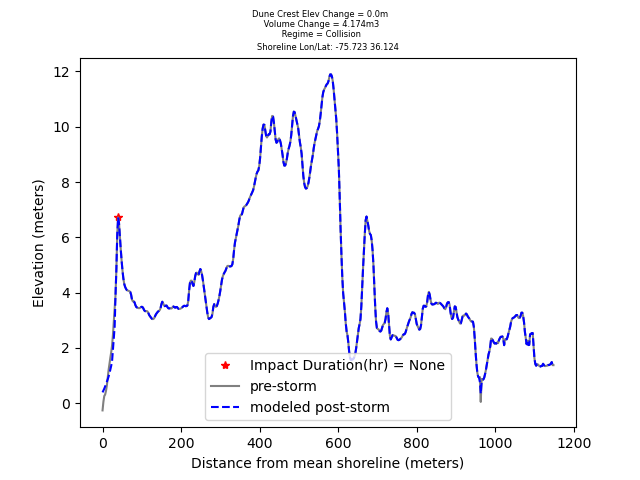 Dune Crest Elev Change = 0.0m
Volume Change = 4.174m3
Regime = Collision
Shoreline Lon/Lat: -75.723 36.124
12
10
8
6
4
2
0
Elevation (meters)
Impact Duration(hr) = None
pre-storm
modeled post-storm
0 200 400 600 800 1000 1200
Distance from mean shoreline (meters)